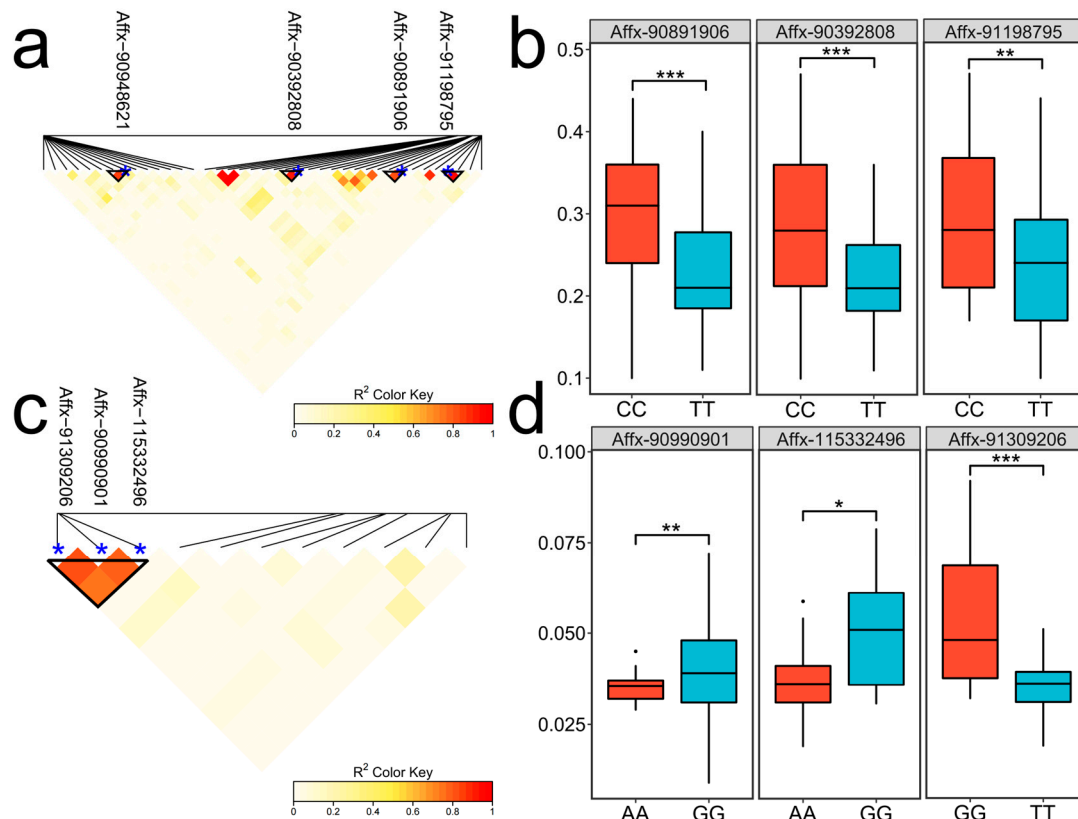 a
Affx−90948621
Affx−90392808
Affx−90891906
Affx−91198795
*
*
*
*
R² Color Key
0 0.2 0.4 0.6 0.8 1
b
Affx-90891906 Affx-90392808 Affx-91198795
0.5
0.4
0.3
0.2
0.1
*** *** **
CC TT CC TT CC TT
c
Affx−91309206
Affx−90990901
Affx−115332496
* * *
R² Color Key
0 0.2 0.4 0.6 0.8 1
d
Affx-90990901 Affx-115332496 Affx-91309206
0.100
0.075
0.050
0.025
** * ***
AA GG AA GG GG TT